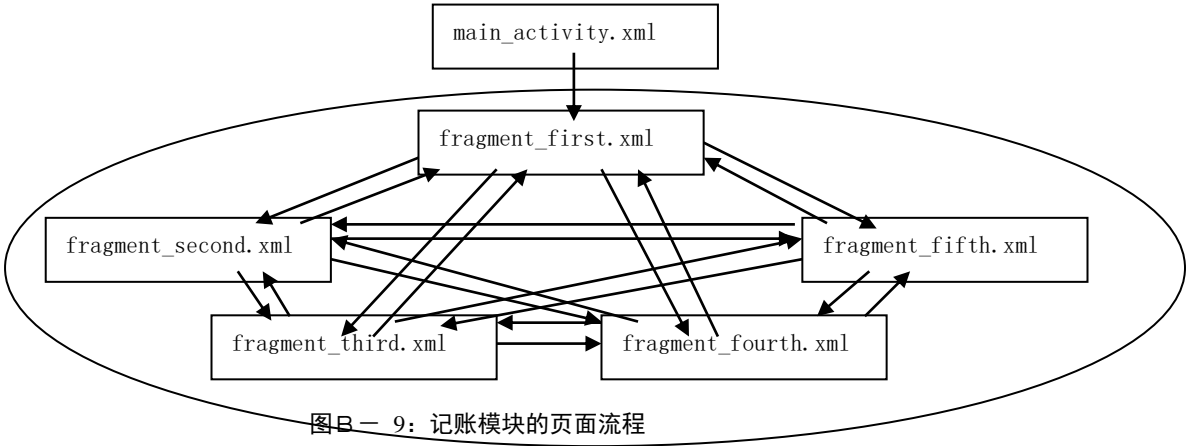 main_activity.xml
fragment_first.xml
fragment_second.xml
fragment_fifth.xml
fragment_third.xml
fragment_fourth.xml
图B－ 9：记账模块的页面流程